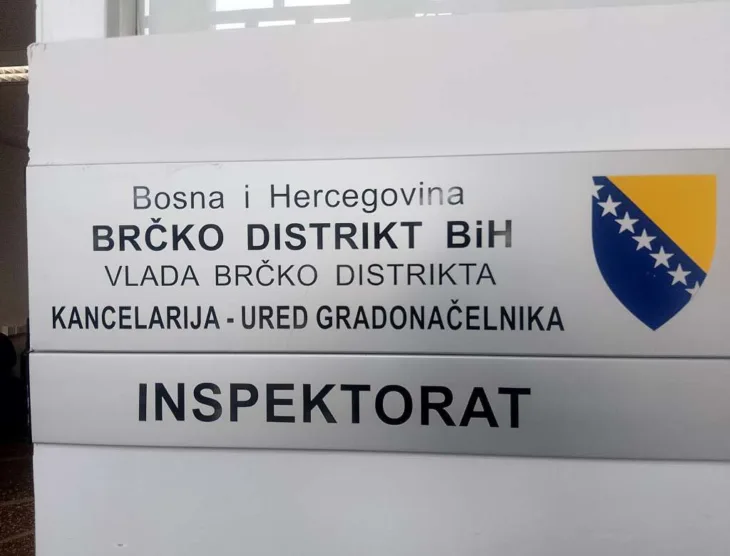 Bosna i Hercegovina
BRČKO DISTRIKT BiH
VLADA BRČKO DISTRIKTA
KANCELARIJA - URED GRADONAČELNIKA
INSPEKTORAT